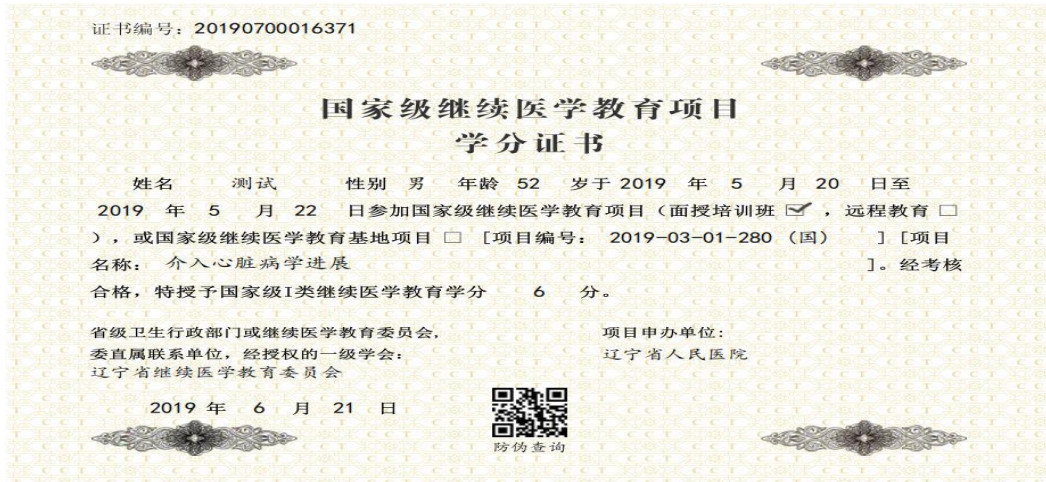 证书编号：20190700016371
国家级继续医学教育项目
学分证书
姓名 测试 性别 男 年龄 52 岁于 2019 年 5 月 20 日至
2019 年 5 月 22 日参加国家级继续医学教育项目（面授培训班 ☑ ，远程教育 □
），或国家级继续医学教育基地项目 □ [项目编号： 2019-03-01-280 （国） ] [项目
名称： 介入心脏病学进展 ]。经考核
合格，特授予国家级I类继续医学教育学分 6 分。
省级卫生行政部门或继续医学教育委员会,
委直属联系单位，经授权的一级学会：
辽宁省继续医学教育委员会
2019 年 6 月 21 日
项目申办单位:
辽宁省人民医院
防伪查询